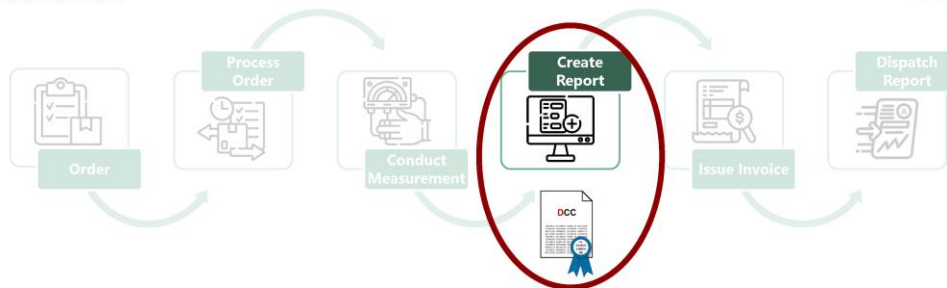 Order
Process
Order
Conduct
Measurement
Create
Report
DCC
Issue Invoice
Dispatch
Report